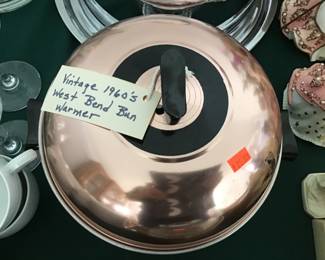 Vintage 1960's
West Bend Bun
Warmer